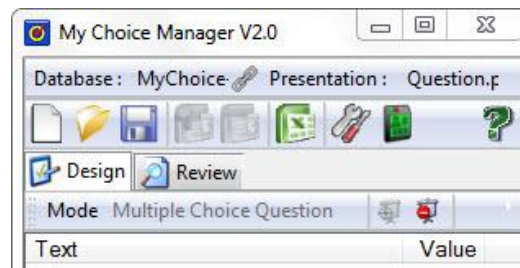 My Choice Manager V2.0
Database: MyChoice Presentation: Question.p
Design Review
Mode Multiple Choice Question
Text Value